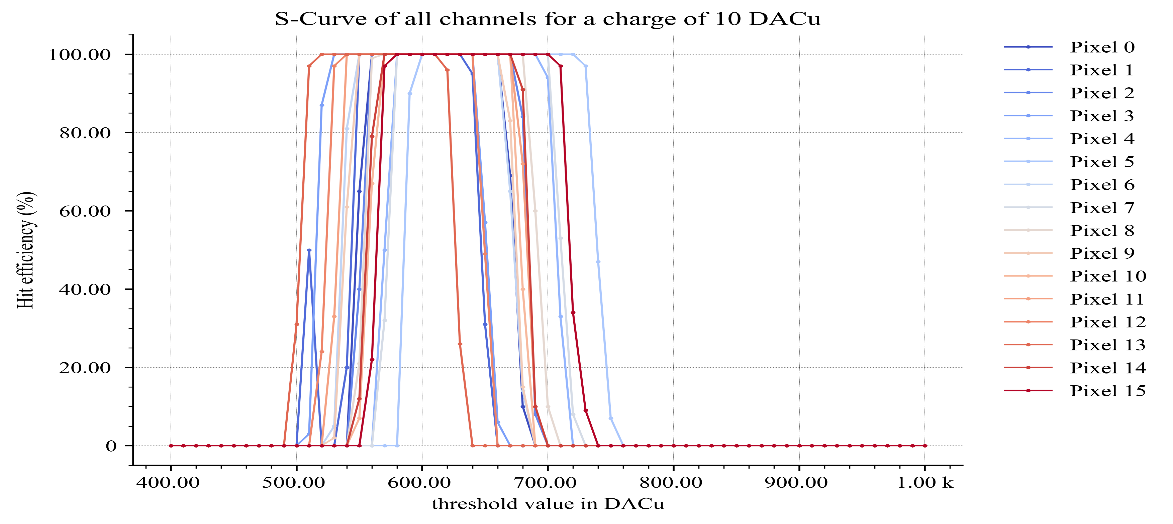 S-Curve of all channels for a charge of 10 DACu
100.00
80.00
60.00
40.00
20.00
0
Hit efficiency (%)
400.00 500.00 600.00 700.00 800.00 900.00 1.00 k
threshold value in DACu
Pixel 0
Pixel 1
Pixel 2
Pixel 3
Pixel 4
Pixel 5
Pixel 6
Pixel 7
Pixel 8
Pixel 9
Pixel 10
Pixel 11
Pixel 12
Pixel 13
Pixel 14
Pixel 15